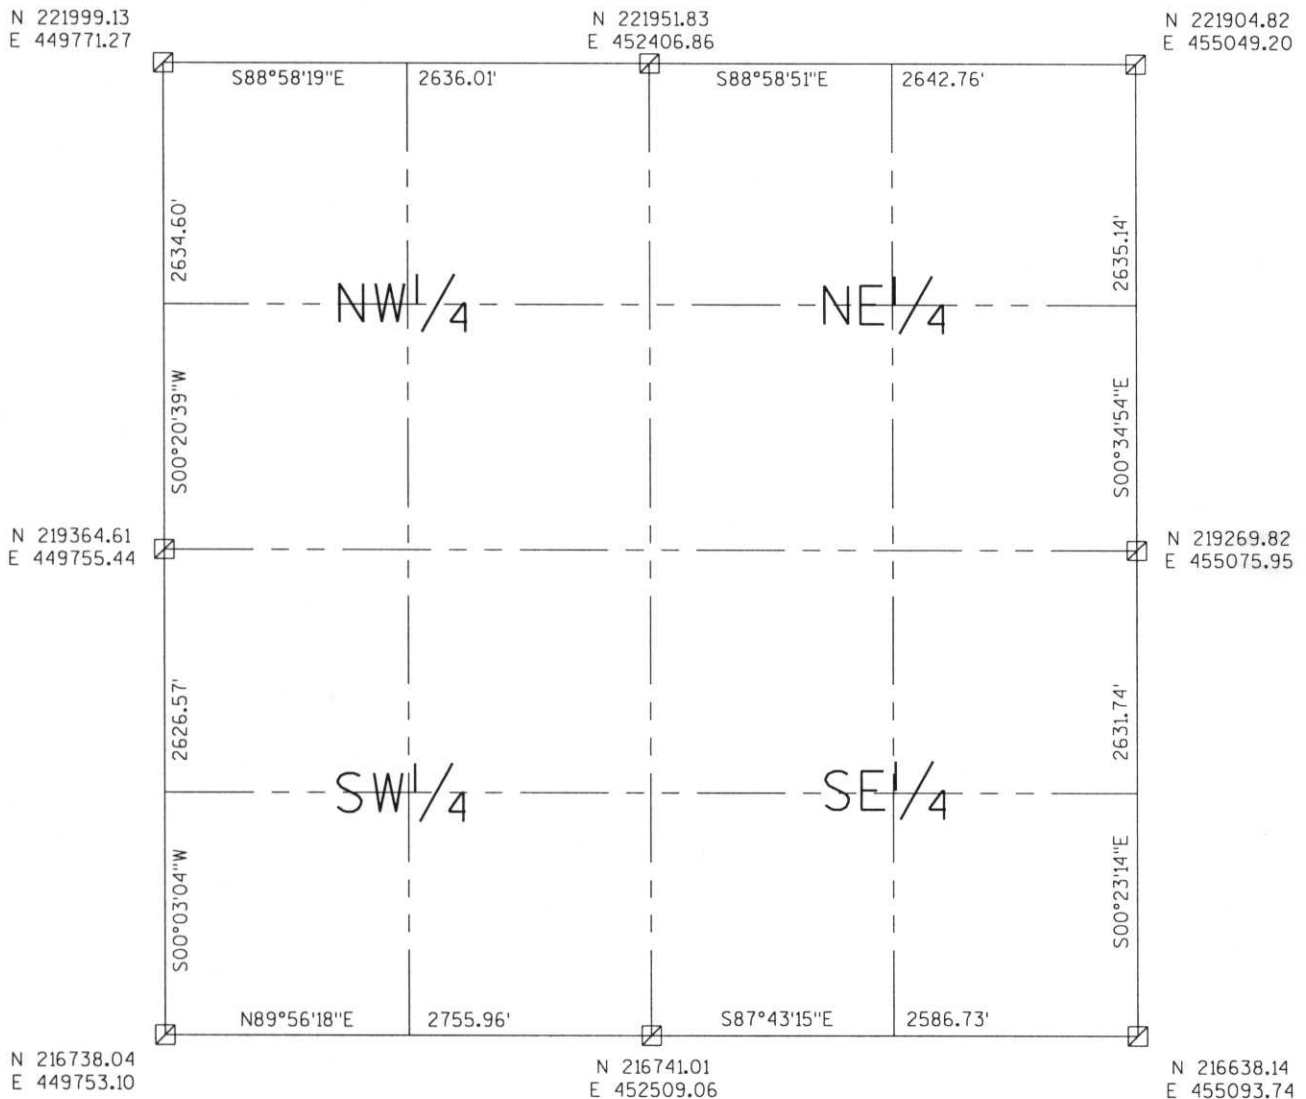 N 221999.13
E 449771.27
N 221951.83
E 452406.86
N 221904.82
E 455049.20
S88°58'19"E 2636.01'
S88°58'51"E 2642.76'
2634.60'
S00°20'39"W
NW1/4
NE1/4
2635.14'
S00°34'54"E
N 219364.61
E 449755.44
N 219269.82
E 455075.95
2626.57'
S00°03'04"W
SW1/4
SE1/4
2631.74'
S00°23'14"E
N89°56'18"E 2755.96'
S87°43'15"E 2586.73'
N 216738.04
E 449753.10
N 216741.01
E 452509.06
N 216638.14
E 455093.74